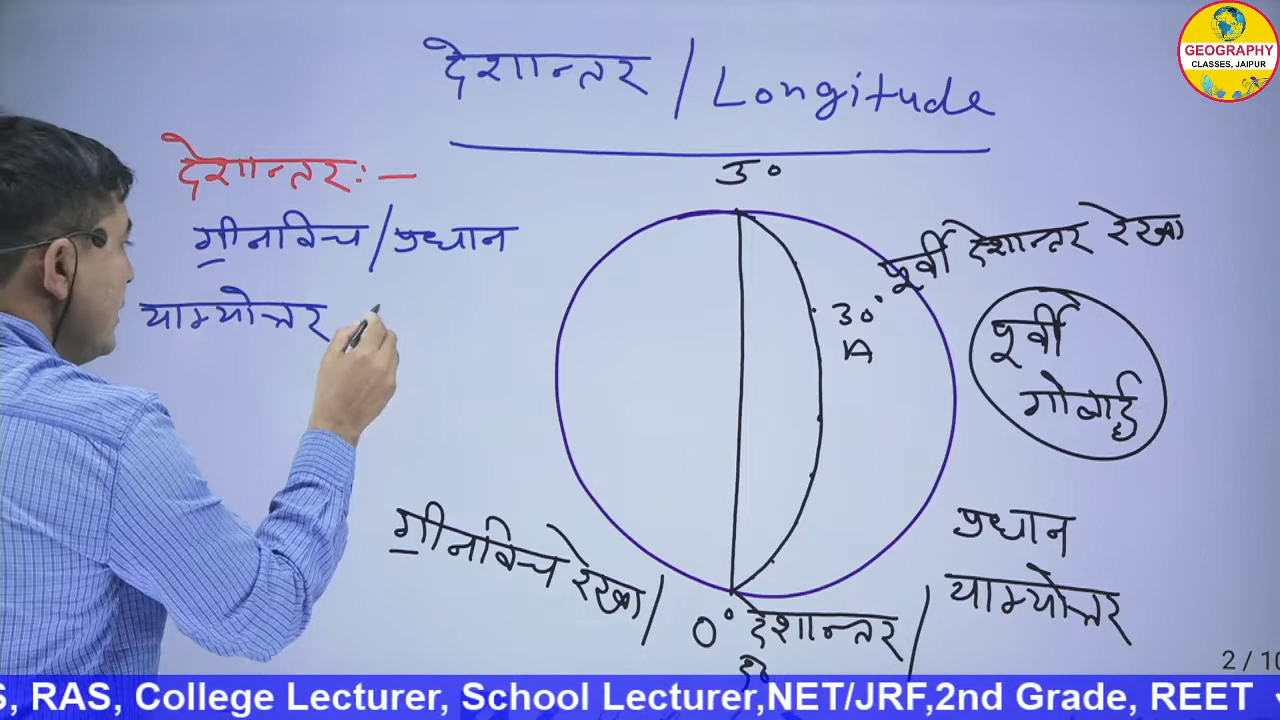 देशान्तर / Longitude
GEOGRAPHY
CLASSES, JAIPUR
देशान्तर :-
उ०
ग्रीनविच / प्रधान
याम्योत्तर
पूर्वी देशान्तर रेखा
30°
पूर्वी
गोलार्द्ध
ग्रीनविच रेखा /
0° देशान्तर /
प्रधान
याम्योत्तर
द०
2 / 10
S, RAS, College Lecturer, School Lecturer,NET/JRF,2nd Grade, REET